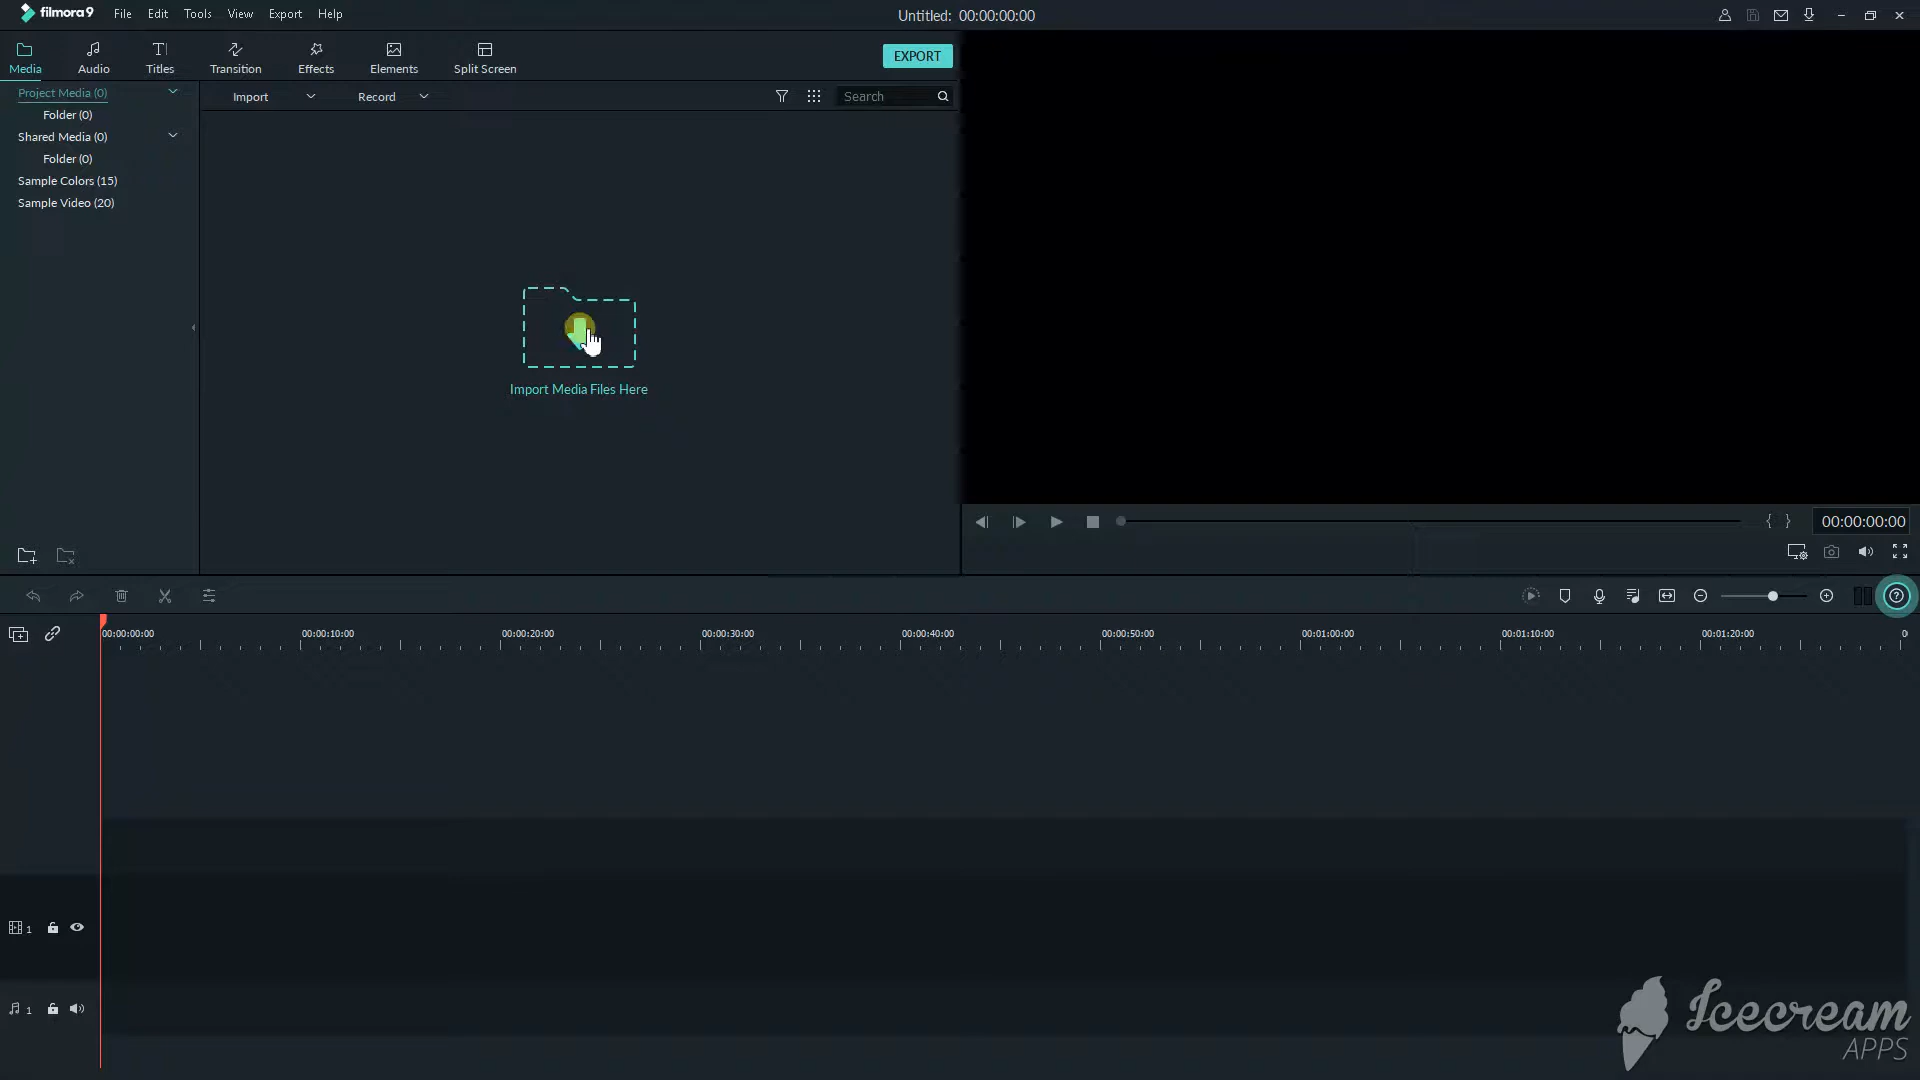 filmora9 File Edit Tools View Export Help
Untitled: 00:00:00:00
Media Audio Titles Transition Effects Elements Split Screen
EXPORT
Project Media (0)
Folder (0)
Shared Media (0)
Folder (0)
Sample Colors (15)
Sample Video (20)
Import Record Search
Import Media Files Here
00:00:00:00
00:00:00:00 00:00:10:00 00:00:20:00 00:00:30:00 00:00:40:00 00:00:50:00 00:01:00:00 00:01:10:00 00:01:20:00 0
1
1
Icecream
APPS